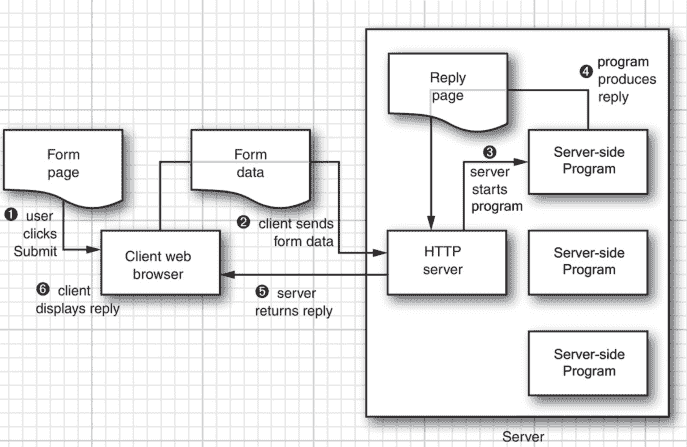 Form
page
❶ user
clicks
Submit
Form
data
❷ client sends
form data
Client web
browser
❻ client
displays reply
❺ server
returns reply
Reply
page
❹ program
produces
reply
❸
server
starts
program
HTTP
server
Server-side
Program
Server-side
Program
Server-side
Program
Server